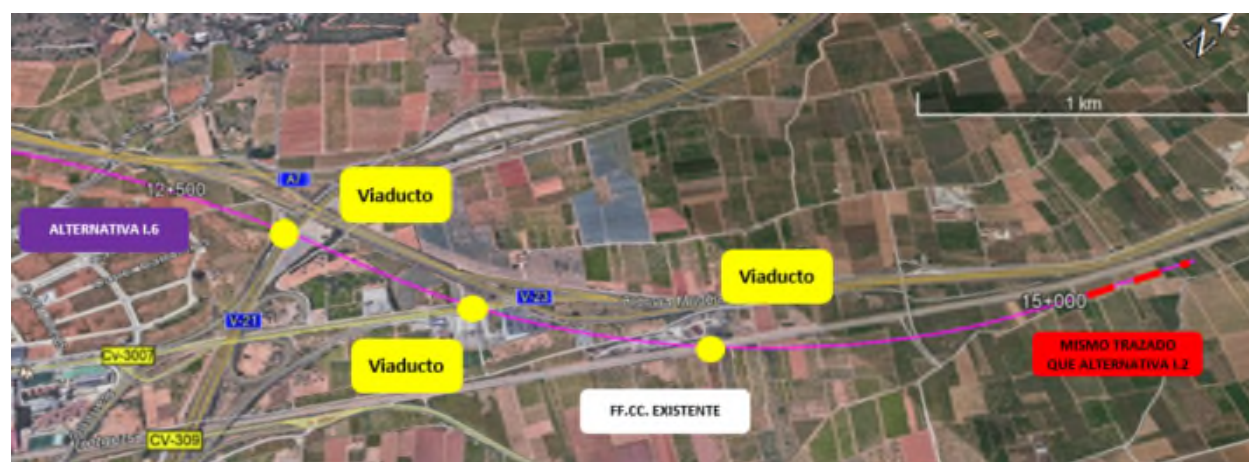 N
1 km
A7
12+500
Viaducto
ALTERNATIVA I.6
Viaducto
V-23
15+000
V-21
MISMO TRAZADO
QUE ALTERNATIVA I.2
Cv-3007
Viaducto
FF.CC. EXISTENTE
CV-309